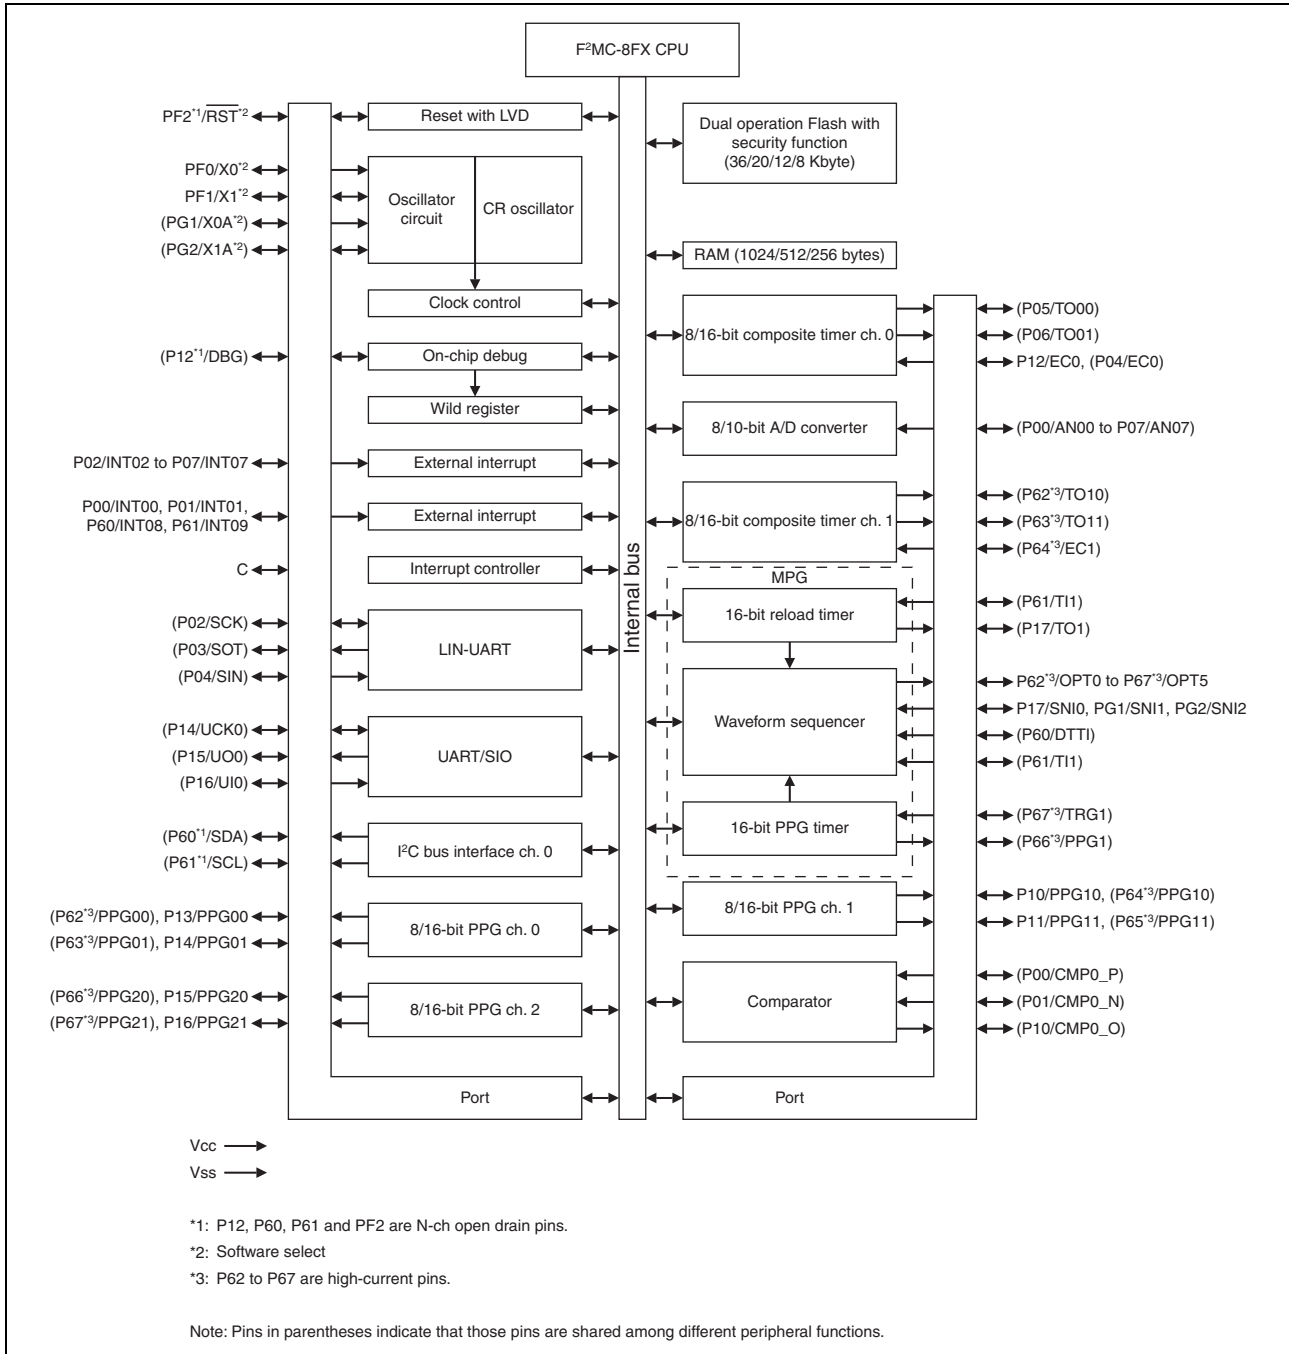 F²MC-8FX CPU
PF2*1/RST*2
Reset with LVD
Dual operation Flash with
security function
(36/20/12/8 Kbyte)
PF0/X0*2
PF1/X1*2
(PG1/X0A*2)
(PG2/X1A*2)
Oscillator
circuit
CR oscillator
RAM (1024/512/256 bytes)
Clock control
(P12*1/DBG)
On-chip debug
Wild register
8/16-bit composite timer ch. 0
(P05/TO00)
(P06/TO01)
P12/EC0, (P04/EC0)
8/10-bit A/D converter
(P00/AN00 to P07/AN07)
P02/INT02 to P07/INT07
External interrupt
P00/INT00, P01/INT01,
P60/INT08, P61/INT09
External interrupt
C
Interrupt controller
Internal bus
8/16-bit composite timer ch. 1
(P62*3/TO10)
(P63*3/TO11)
(P64*3/EC1)
MPG
16-bit reload timer
(P61/TI1)
(P17/TO1)
(P02/SCK)
(P03/SOT)
(P04/SIN)
LIN-UART
Waveform sequencer
P62*3/OPT0 to P67*3/OPT5
P17/SNI0, PG1/SNI1, PG2/SNI2
(P60/DTTI)
(P61/TI1)
(P14/UCK0)
(P15/UO0)
(P16/UI0)
UART/SIO
16-bit PPG timer
(P67*3/TRG1)
(P66*3/PPG1)
(P60*1/SDA)
(P61*1/SCL)
I²C bus interface ch. 0
8/16-bit PPG ch. 1
P10/PPG10, (P64*3/PPG10)
P11/PPG11, (P65*3/PPG11)
(P62*3/PPG00), P13/PPG00
(P63*3/PPG01), P14/PPG01
8/16-bit PPG ch. 0
Comparator
(P00/CMP0_P)
(P01/CMP0_N)
(P10/CMP0_O)
(P66*3/PPG20), P15/PPG20
(P67*3/PPG21), P16/PPG21
8/16-bit PPG ch. 2
Port
Port
Vcc
Vss
*1: P12, P60, P61 and PF2 are N-ch open drain pins.
*2: Software select
*3: P62 to P67 are high-current pins.
Note: Pins in parentheses indicate that those pins are shared among different peripheral functions.